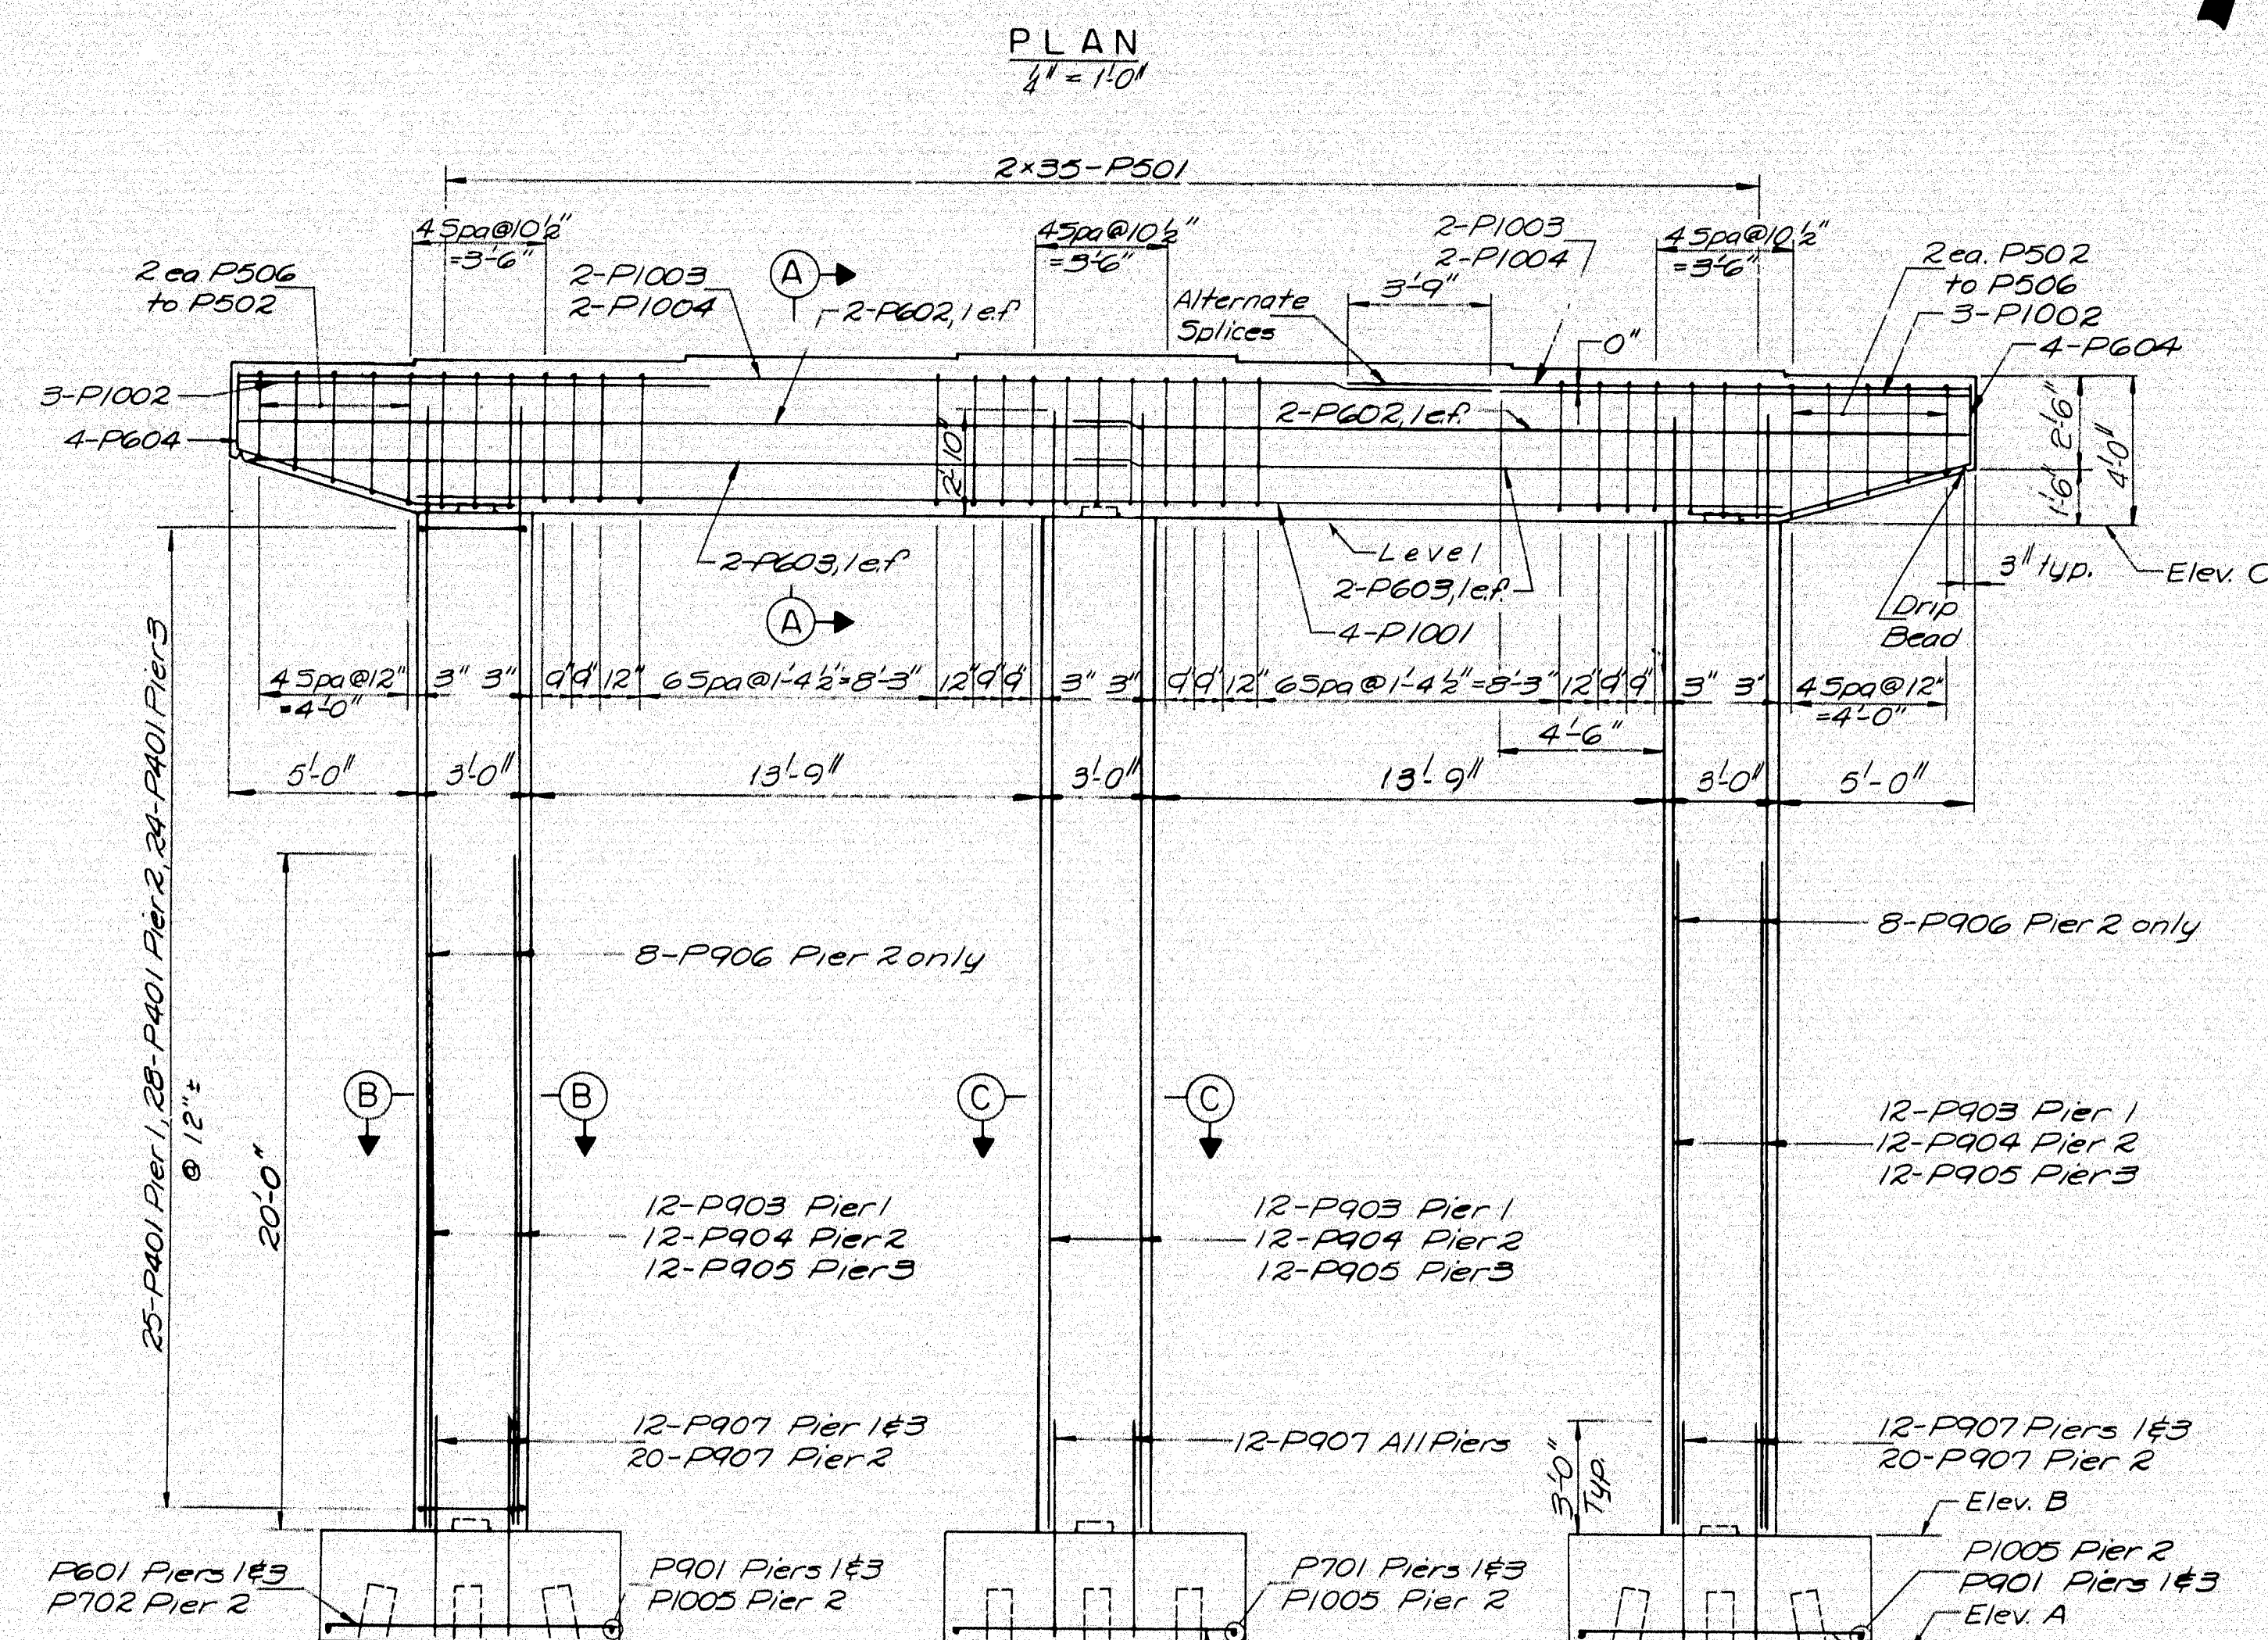 PLAN
1/4" = 1'-0"
2×35-P501
4 Spa@10½"
=3'-6"
4Spa@10½"
=3'-6"
4 Spa@10½"
=3'-6"
2 ea. P506
to P502
2-P1003
2-P1004
A
2-P602, 1 e.f
Alternate
Splices
3'-9"
2-P1003
2-P1004
0"
2 ea. P502
to P506
3-P1002
4-P604
3-P1002
4-P604
2'-10"
2-P602, 1 e.f.
2'-6"
1'-6"
4'-0"
2-P603, 1 e.f
A
Level
2-P603, 1 e.f.
4-P1001
3" typ.
Elev. C
Drip
Bead
4 Spa@12"
=4'-0"
3" 3"
9" 9" 12"
6 Spa@1'-4½"=8'-3"
12" 9" 9"
3" 3"
9" 9" 12"
6 Spa@1'-4½"=8'-3"
12" 9" 9"
3" 3"
4 Spa@12"
=4'-0"
4'-6"
5'-0"
3'-0"
13'-9"
3'-0"
13'-9"
3'-0"
5'-0"
25-P401 Pier 1, 28-P401 Pier 2, 24-P401 Pier 3
@ 12"±
20'-0"
8-P906 Pier 2 only
8-P906 Pier 2 only
B
B
C
C
12-P903 Pier 1
12-P904 Pier 2
12-P905 Pier 3
12-P903 Pier 1
12-P904 Pier 2
12-P905 Pier 3
12-P903 Pier 1
12-P904 Pier 2
12-P905 Pier 3
12-P907 Pier 1&3
20-P907 Pier 2
12-P907 All Piers
3'-0"
Typ.
12-P907 Piers 1&3
20-P907 Pier 2
Elev. B
P601 Piers 1&3
P702 Pier 2
P901 Piers 1&3
P1005 Pier 2
P701 Piers 1&3
P1005 Pier 2
P1005 Pier 2
P901 Piers 1&3
Elev. A